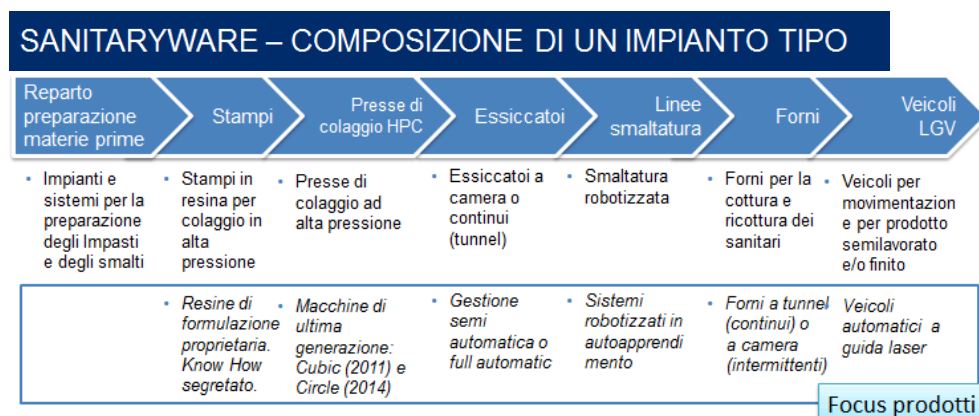 SANITARYWARE – COMPOSIZIONE DI UN IMPIANTO TIPO
Reparto
preparazione
materie prime
Stampi
Presse di
colaggio HPC
Essiccatoi
Linee
smaltatura
Forni
Veicoli
LGV
• Impianti e
sistemi per la
preparazione
degli Impasti
e degli smalti
• Stampi in
resina per
colaggio in
alta
pressione
• Presse di
colaggio ad
alta pressione
• Essiccatoi a
camera o
continui
(tunnel)
• Smaltatura
robotizzata
• Forni per la
cottura e
ricottura dei
sanitari
• Veicoli per
movimentazion
e per prodotto
semilavorato
e/o finito
• Resine di
formulazione
proprietaria.
Know How
segretato.
• Macchine di
ultima
generazione:
Cubic (2011) e
Circle (2014)
• Gestione
semi
automatica o
full automatic
• Sistemi
robotizzati in
autoapprendi
mento
• Forni a tunnel
(continui) o
a camera
(intermittenti)
• Veicoli
automatici a
guida laser
Focus prodotti